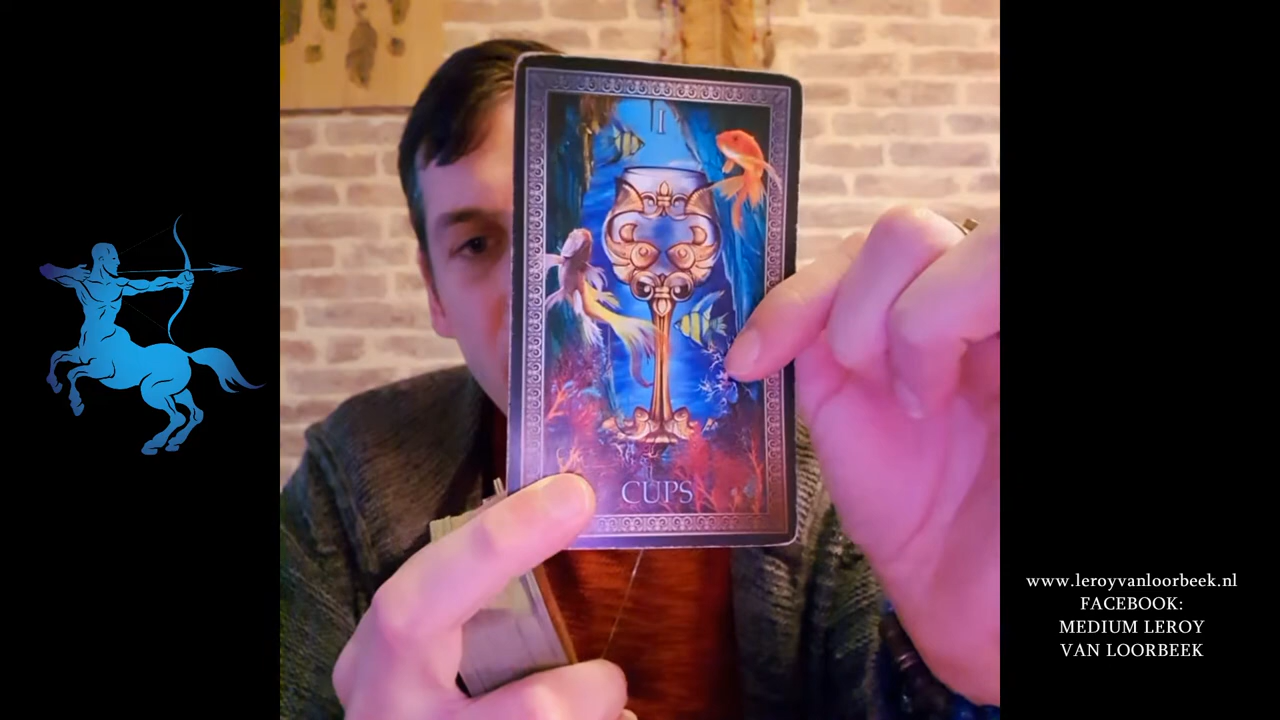 I
CUPS
www.leroyvanloorbeek.nl
FACEBOOK:
MEDIUM LEROY
VAN LOORBEEK